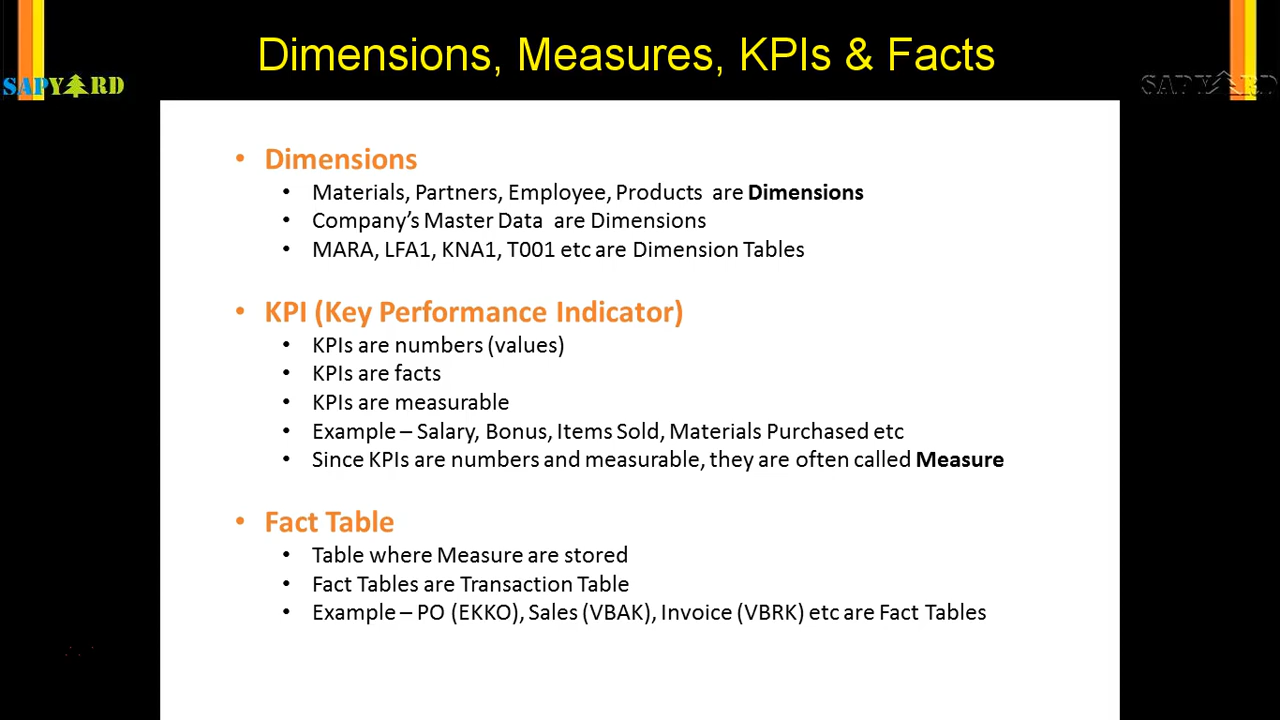 Dimensions, Measures, KPIs & Facts
SAPYARD
SAPYARD
• Dimensions
• Materials, Partners, Employee, Products are Dimensions
• Company's Master Data are Dimensions
• MARA, LFA1, KNA1, T001 etc are Dimension Tables
• KPI (Key Performance Indicator)
• KPIs are numbers (values)
• KPIs are facts
• KPIs are measurable
• Example – Salary, Bonus, Items Sold, Materials Purchased etc
• Since KPIs are numbers and measurable, they are often called Measure
• Fact Table
• Table where Measure are stored
• Fact Tables are Transaction Table
• Example – PO (EKKO), Sales (VBAK), Invoice (VBRK) etc are Fact Tables